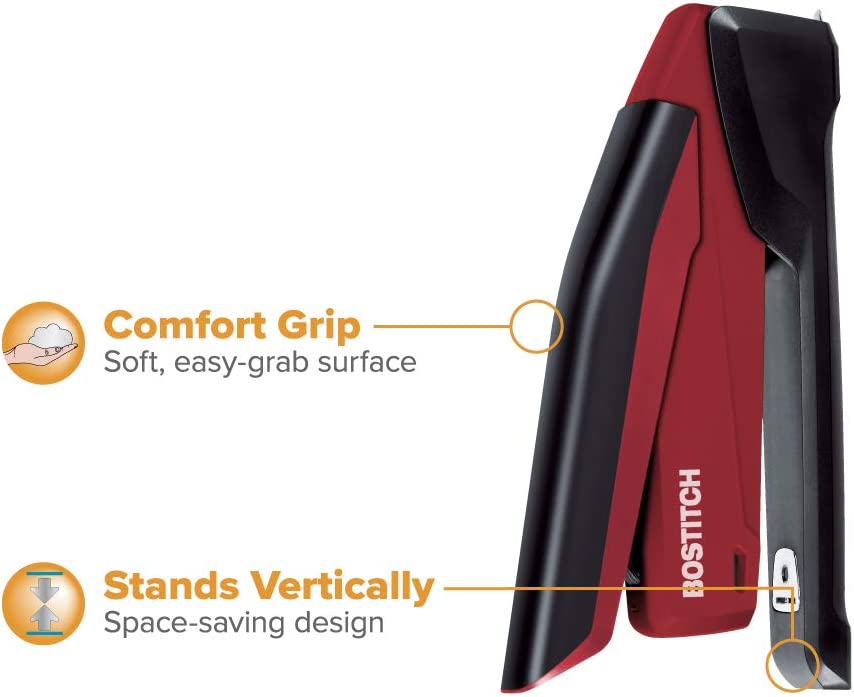 Comfort Grip
Soft, easy-grab surface
BOSTITCH
Stands Vertically
Space-saving design